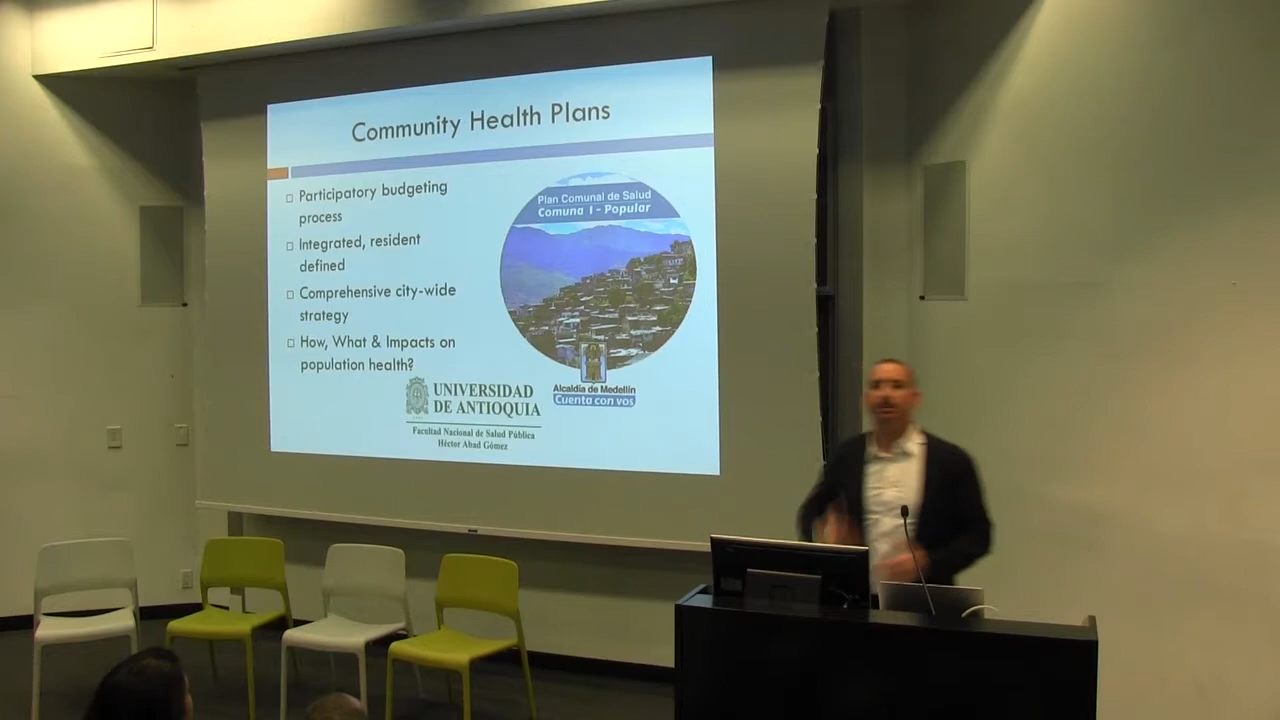 Community Health Plans
Participatory budgeting
process
Integrated, resident
defined
Comprehensive city-wide
strategy
How, What & Impacts on
population health?
Plan Comunal de Salud
Comuna 1 - Popular
Alcaldía de Medellín
Cuenta con vos
UNIVERSIDAD
DE ANTIOQUIA
Facultad Nacional de Salud Pública
Héctor Abad Gómez